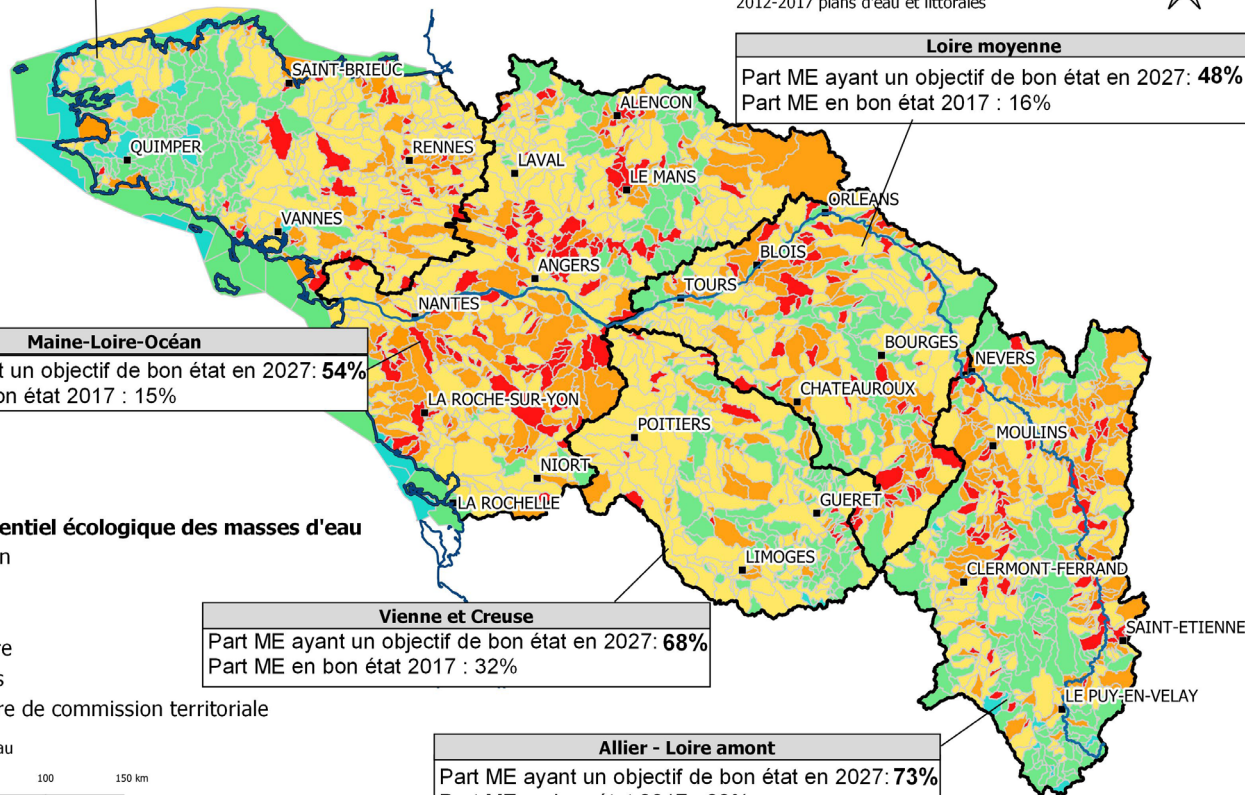 2012-2017 plans d'eau et littorales
Loire moyenne
Part ME ayant un objectif de bon état en 2027: 48%
Part ME en bon état 2017 : 16%
SAINT-BRIEUC
ALENCON
QUIMPER
RENNES
LAVAL
LE MANS
ORLEANS
VANNES
BLOIS
ANGERS
TOURS
NANTES
Maine-Loire-Océan
un objectif de bon état en 2027: 54%
bon état 2017 : 15%
BOURGES
NEVERS
CHATEAUROUX
LA ROCHE-SUR-YON
POITIERS
MOULINS
NIORT
GUERET
LA ROCHELLE
écologique des masses d'eau
LIMOGES
CLERMONT-FERRAND
Vienne et Creuse
Part ME ayant un objectif de bon état en 2027: 68%
Part ME en bon état 2017 : 32%
SAINT-ETIENNE
LE PUY-EN-VELAY
de commission territoriale
Allier - Loire amont
Part ME ayant un objectif de bon état en 2027: 73%
100
150 km